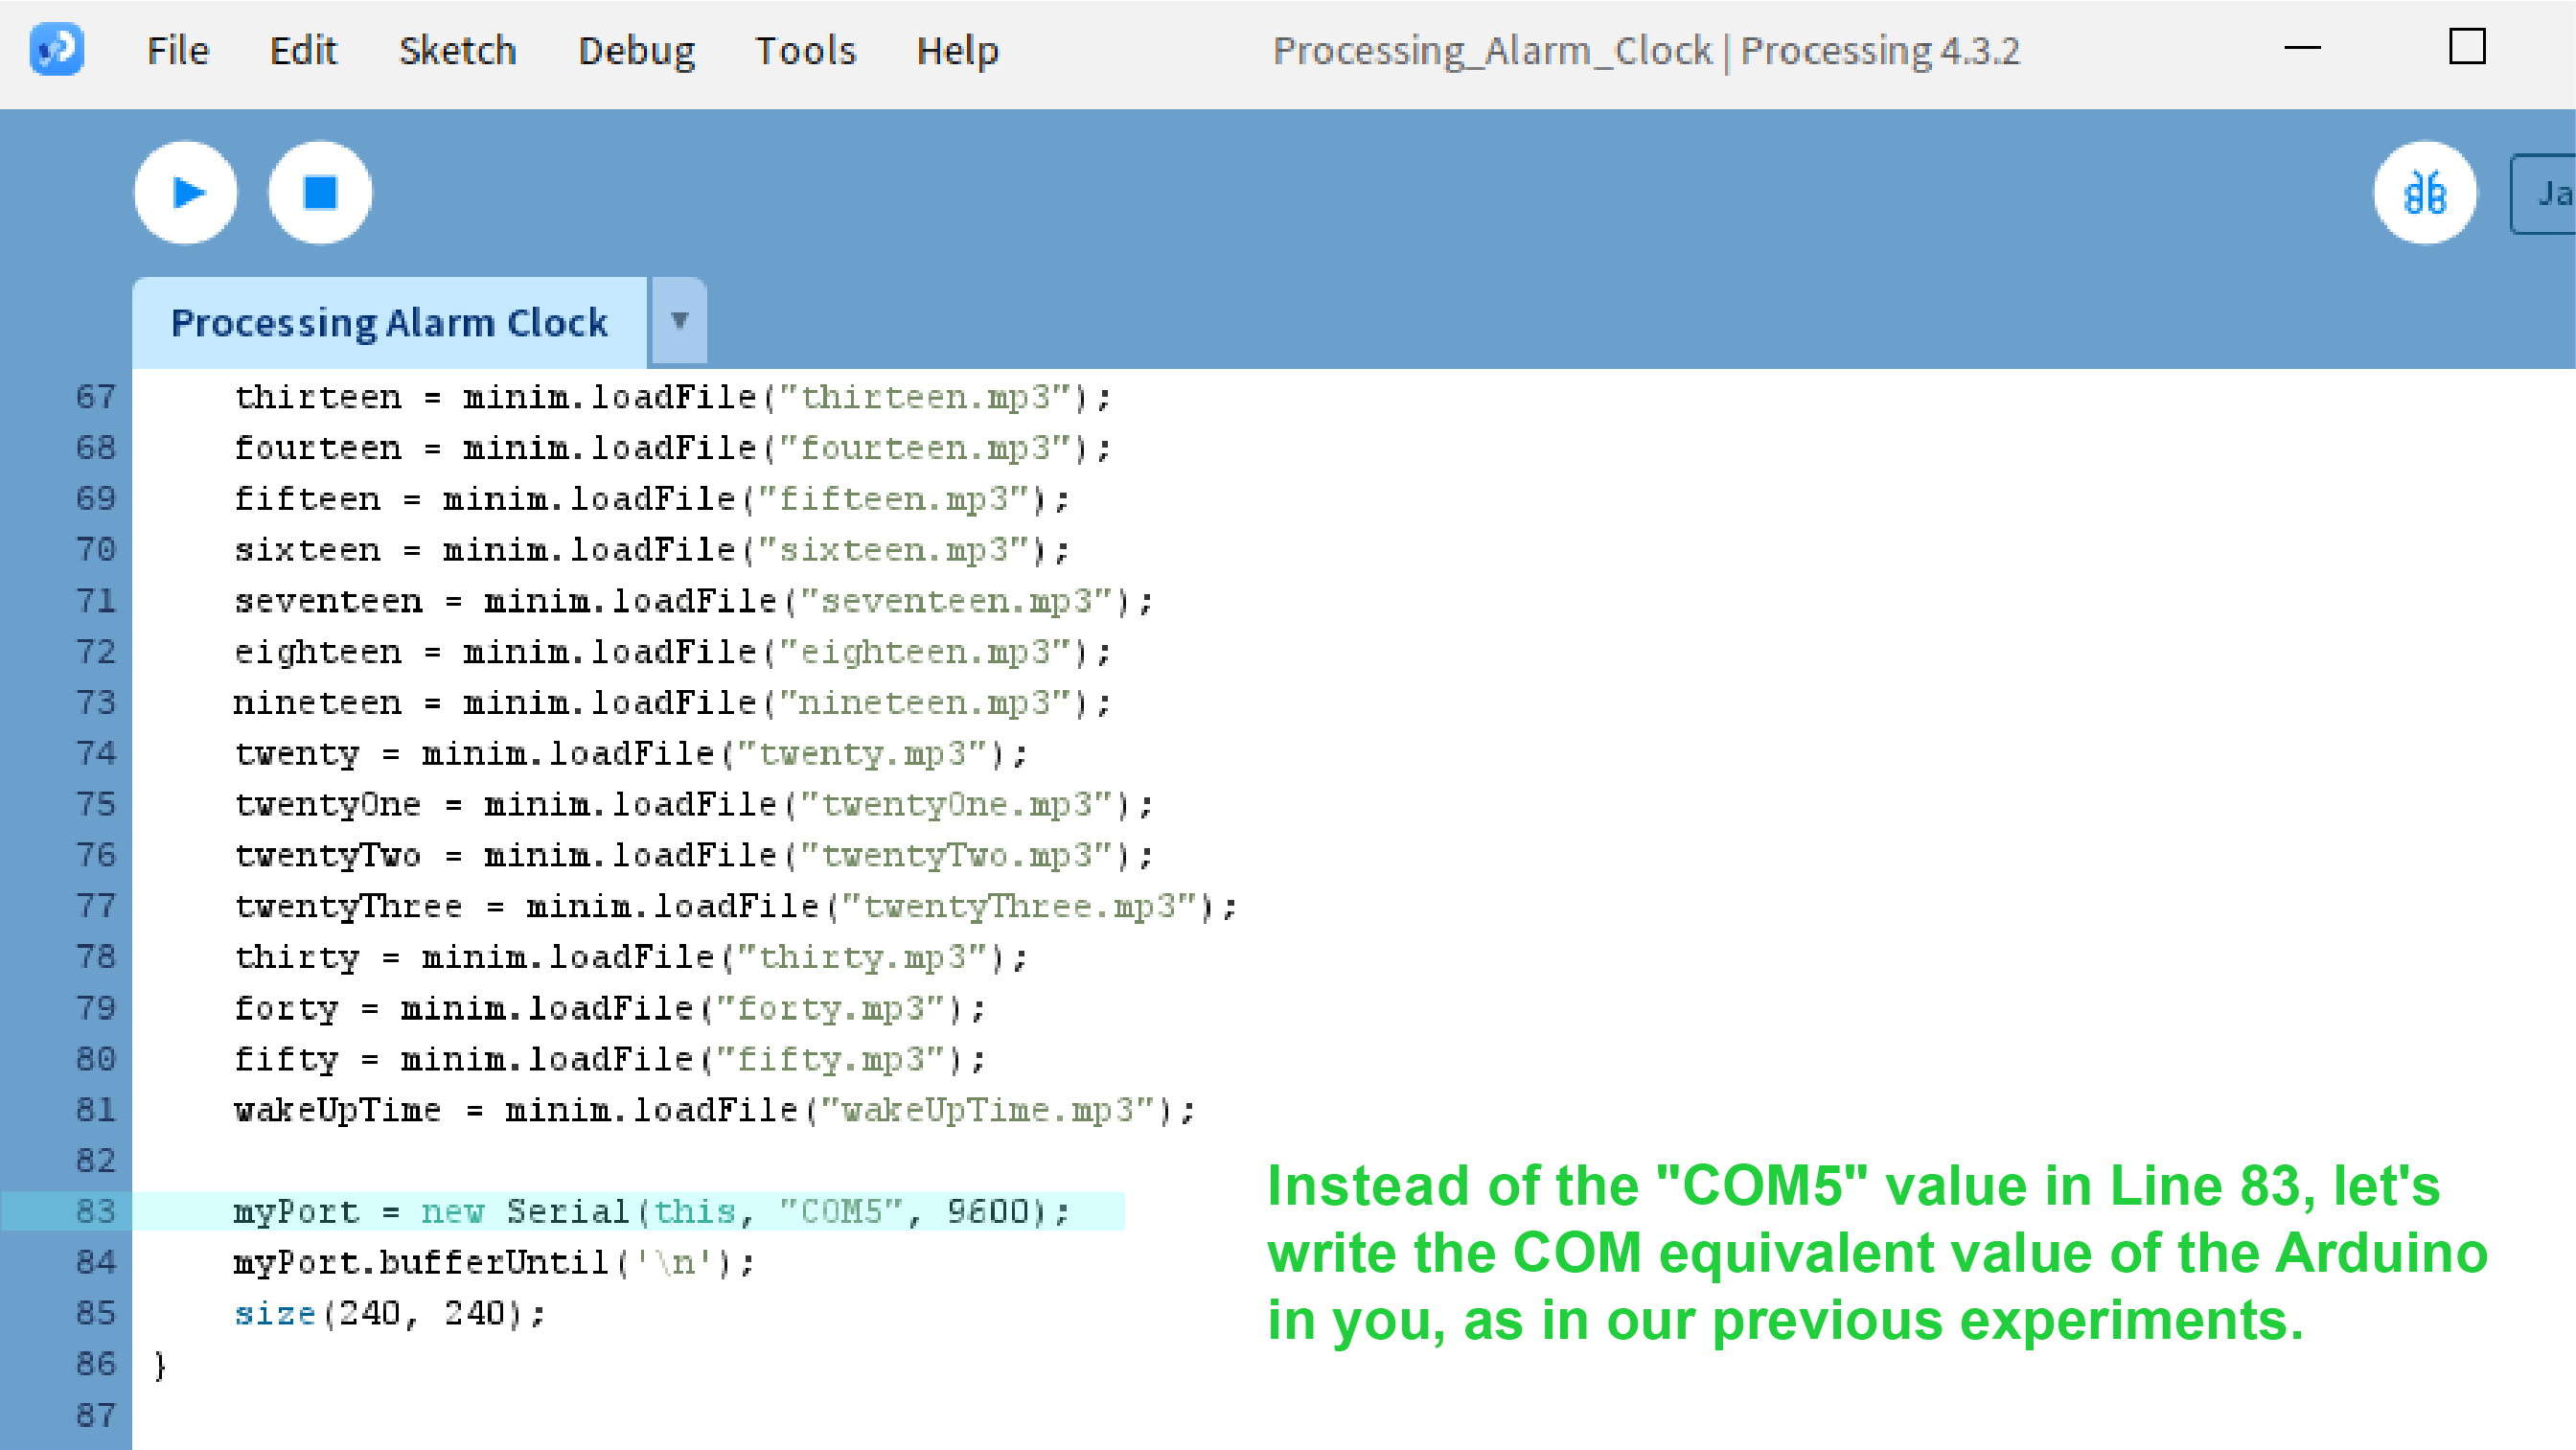 File Edit Sketch Debug Tools Help Processing_Alarm_Clock | Processing 4.3.2
Ja
Processing Alarm Clock ▼
67 thirteen = minim.loadFile("thirteen.mp3");
68 fourteen = minim.loadFile("fourteen.mp3");
69 fifteen = minim.loadFile("fifteen.mp3");
70 sixteen = minim.loadFile("sixteen.mp3");
71 seventeen = minim.loadFile("seventeen.mp3");
72 eighteen = minim.loadFile("eighteen.mp3");
73 nineteen = minim.loadFile("nineteen.mp3");
74 twenty = minim.loadFile("twenty.mp3");
75 twentyOne = minim.loadFile("twentyOne.mp3");
76 twentyTwo = minim.loadFile("twentyTwo.mp3");
77 twentyThree = minim.loadFile("twentyThree.mp3");
78 thirty = minim.loadFile("thirty.mp3");
79 forty = minim.loadFile("forty.mp3");
80 fifty = minim.loadFile("fifty.mp3");
81 wakeUpTime = minim.loadFile("wakeUpTime.mp3");
82
83 myPort = new Serial(this, "COM5", 9600);
84 myPort.bufferUntil('\n');
85 size(240, 240);
86 }
87
Instead of the "COM5" value in Line 83, let's
write the COM equivalent value of the Arduino
in you, as in our previous experiments.